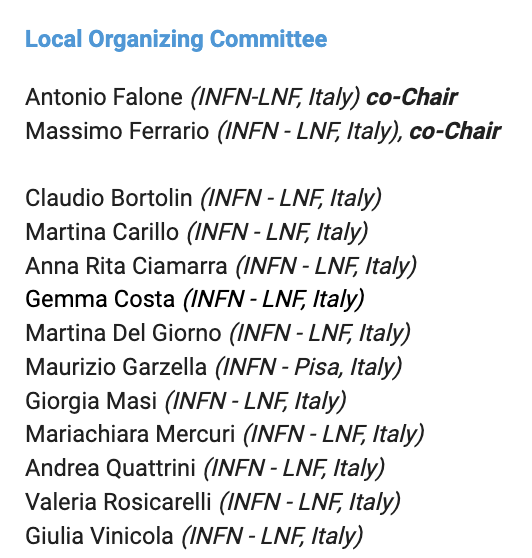 Local Organizing Committee
Antonio Falone (INFN-LNF, Italy) co-Chair
Massimo Ferrario (INFN - LNF, Italy), co-Chair
Claudio Bortolin (INFN - LNF, Italy)
Martina Carillo (INFN - LNF, Italy)
Anna Rita Ciamarra (INFN - LNF, Italy)
Gemma Costa (INFN - LNF, Italy)
Martina Del Giorno (INFN - LNF, Italy)
Maurizio Garzella (INFN - Pisa, Italy)
Giorgia Masi (INFN - LNF, Italy)
Mariachiara Mercuri (INFN - LNF, Italy)
Andrea Quattrini (INFN - LNF, Italy)
Valeria Rosicarelli (INFN - LNF, Italy)
Giulia Vinicola (INFN - LNF, Italy)